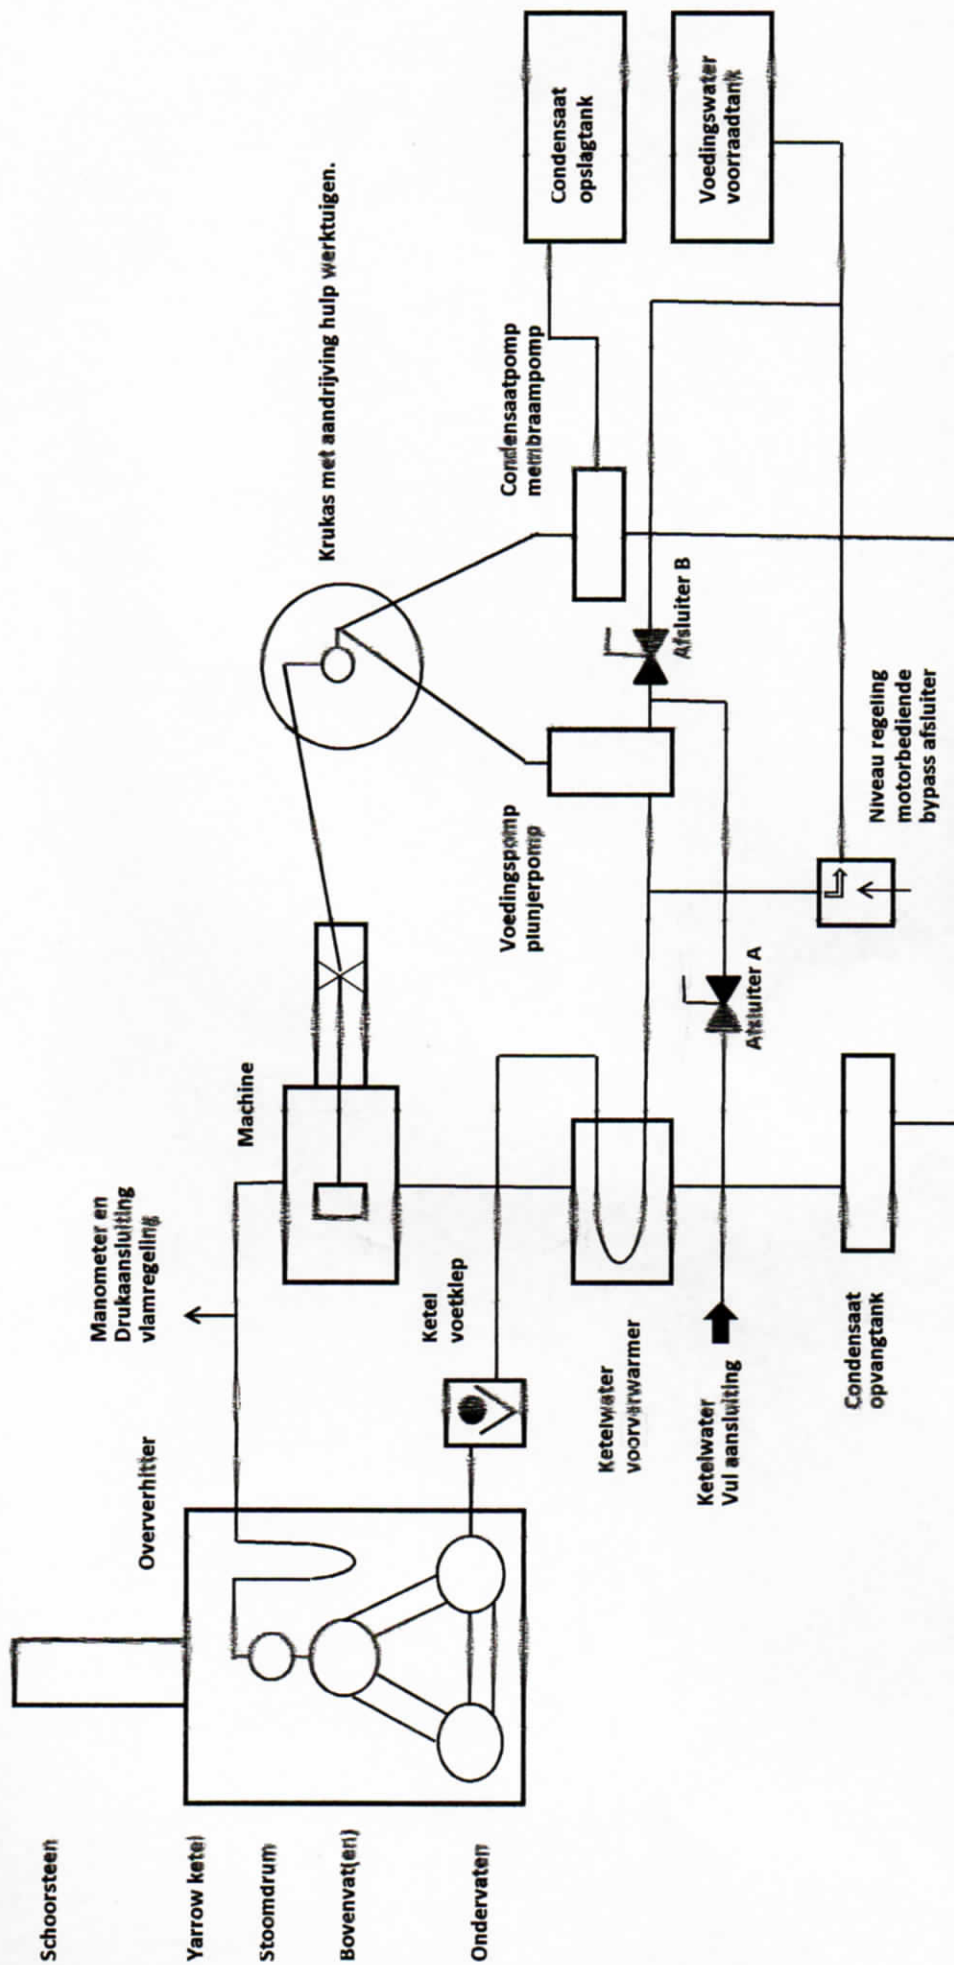 Schoorsteen
Yarrow ketel
Stoomdrum
Bovenvat(en)
Ondervaten
Oververhitter
Manometer en
Drukaansluiting
vlamregeling
Machine
Krukas met aandrijving hulp werktuigen.
Ketel
voetklep
Ketelwater
voorvarwarmer
Ketelwater
Vul aansluiting
Condensaat
opvangtank
Voedingspomp
plunjerpomp
Afsluiter A
Afsluiter B
Niveau regeling
motorbediende
bypass afsluiter
Condensaatpomp
membraampomp
Condensaat
opslagtank
Voedingswater
voorraadtank